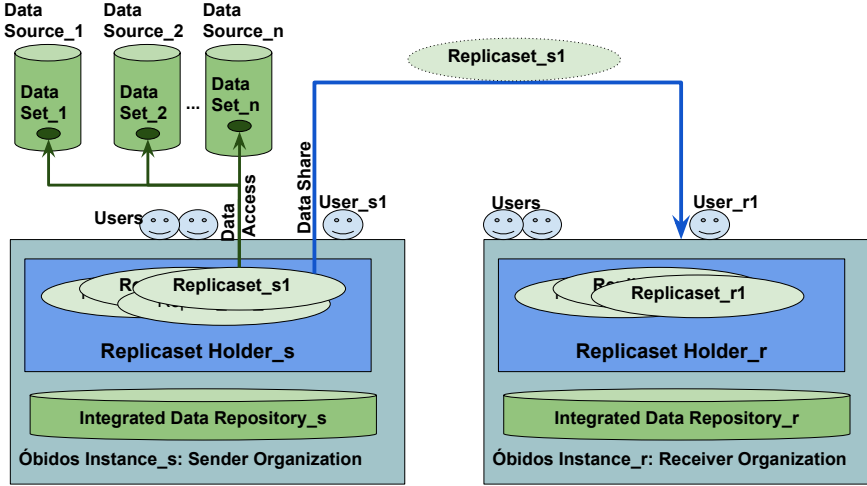 Data
Source_1
Data
Source_2
Data
Source_n
Data
Set_1
Data
Set_2
...
Data
Set_n
Replicaset_s1
Users
Data
Access
Data Share
User_s1
Users
User_r1
Replicaset_s1
Replicaset Holder_s
Integrated Data Repository_s
Óbidos Instance_s: Sender Organization
Replicaset_r1
Replicaset Holder_r
Integrated Data Repository_r
Óbidos Instance_r: Receiver Organization